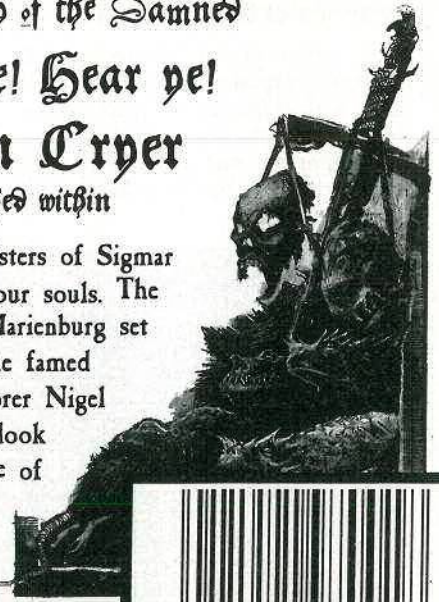 of the Damned
e! Hear ye!
n Cryer
ed within
sters of Sigmar
our souls. The
Marienburg set
e famed
orer Nigel
look
e of